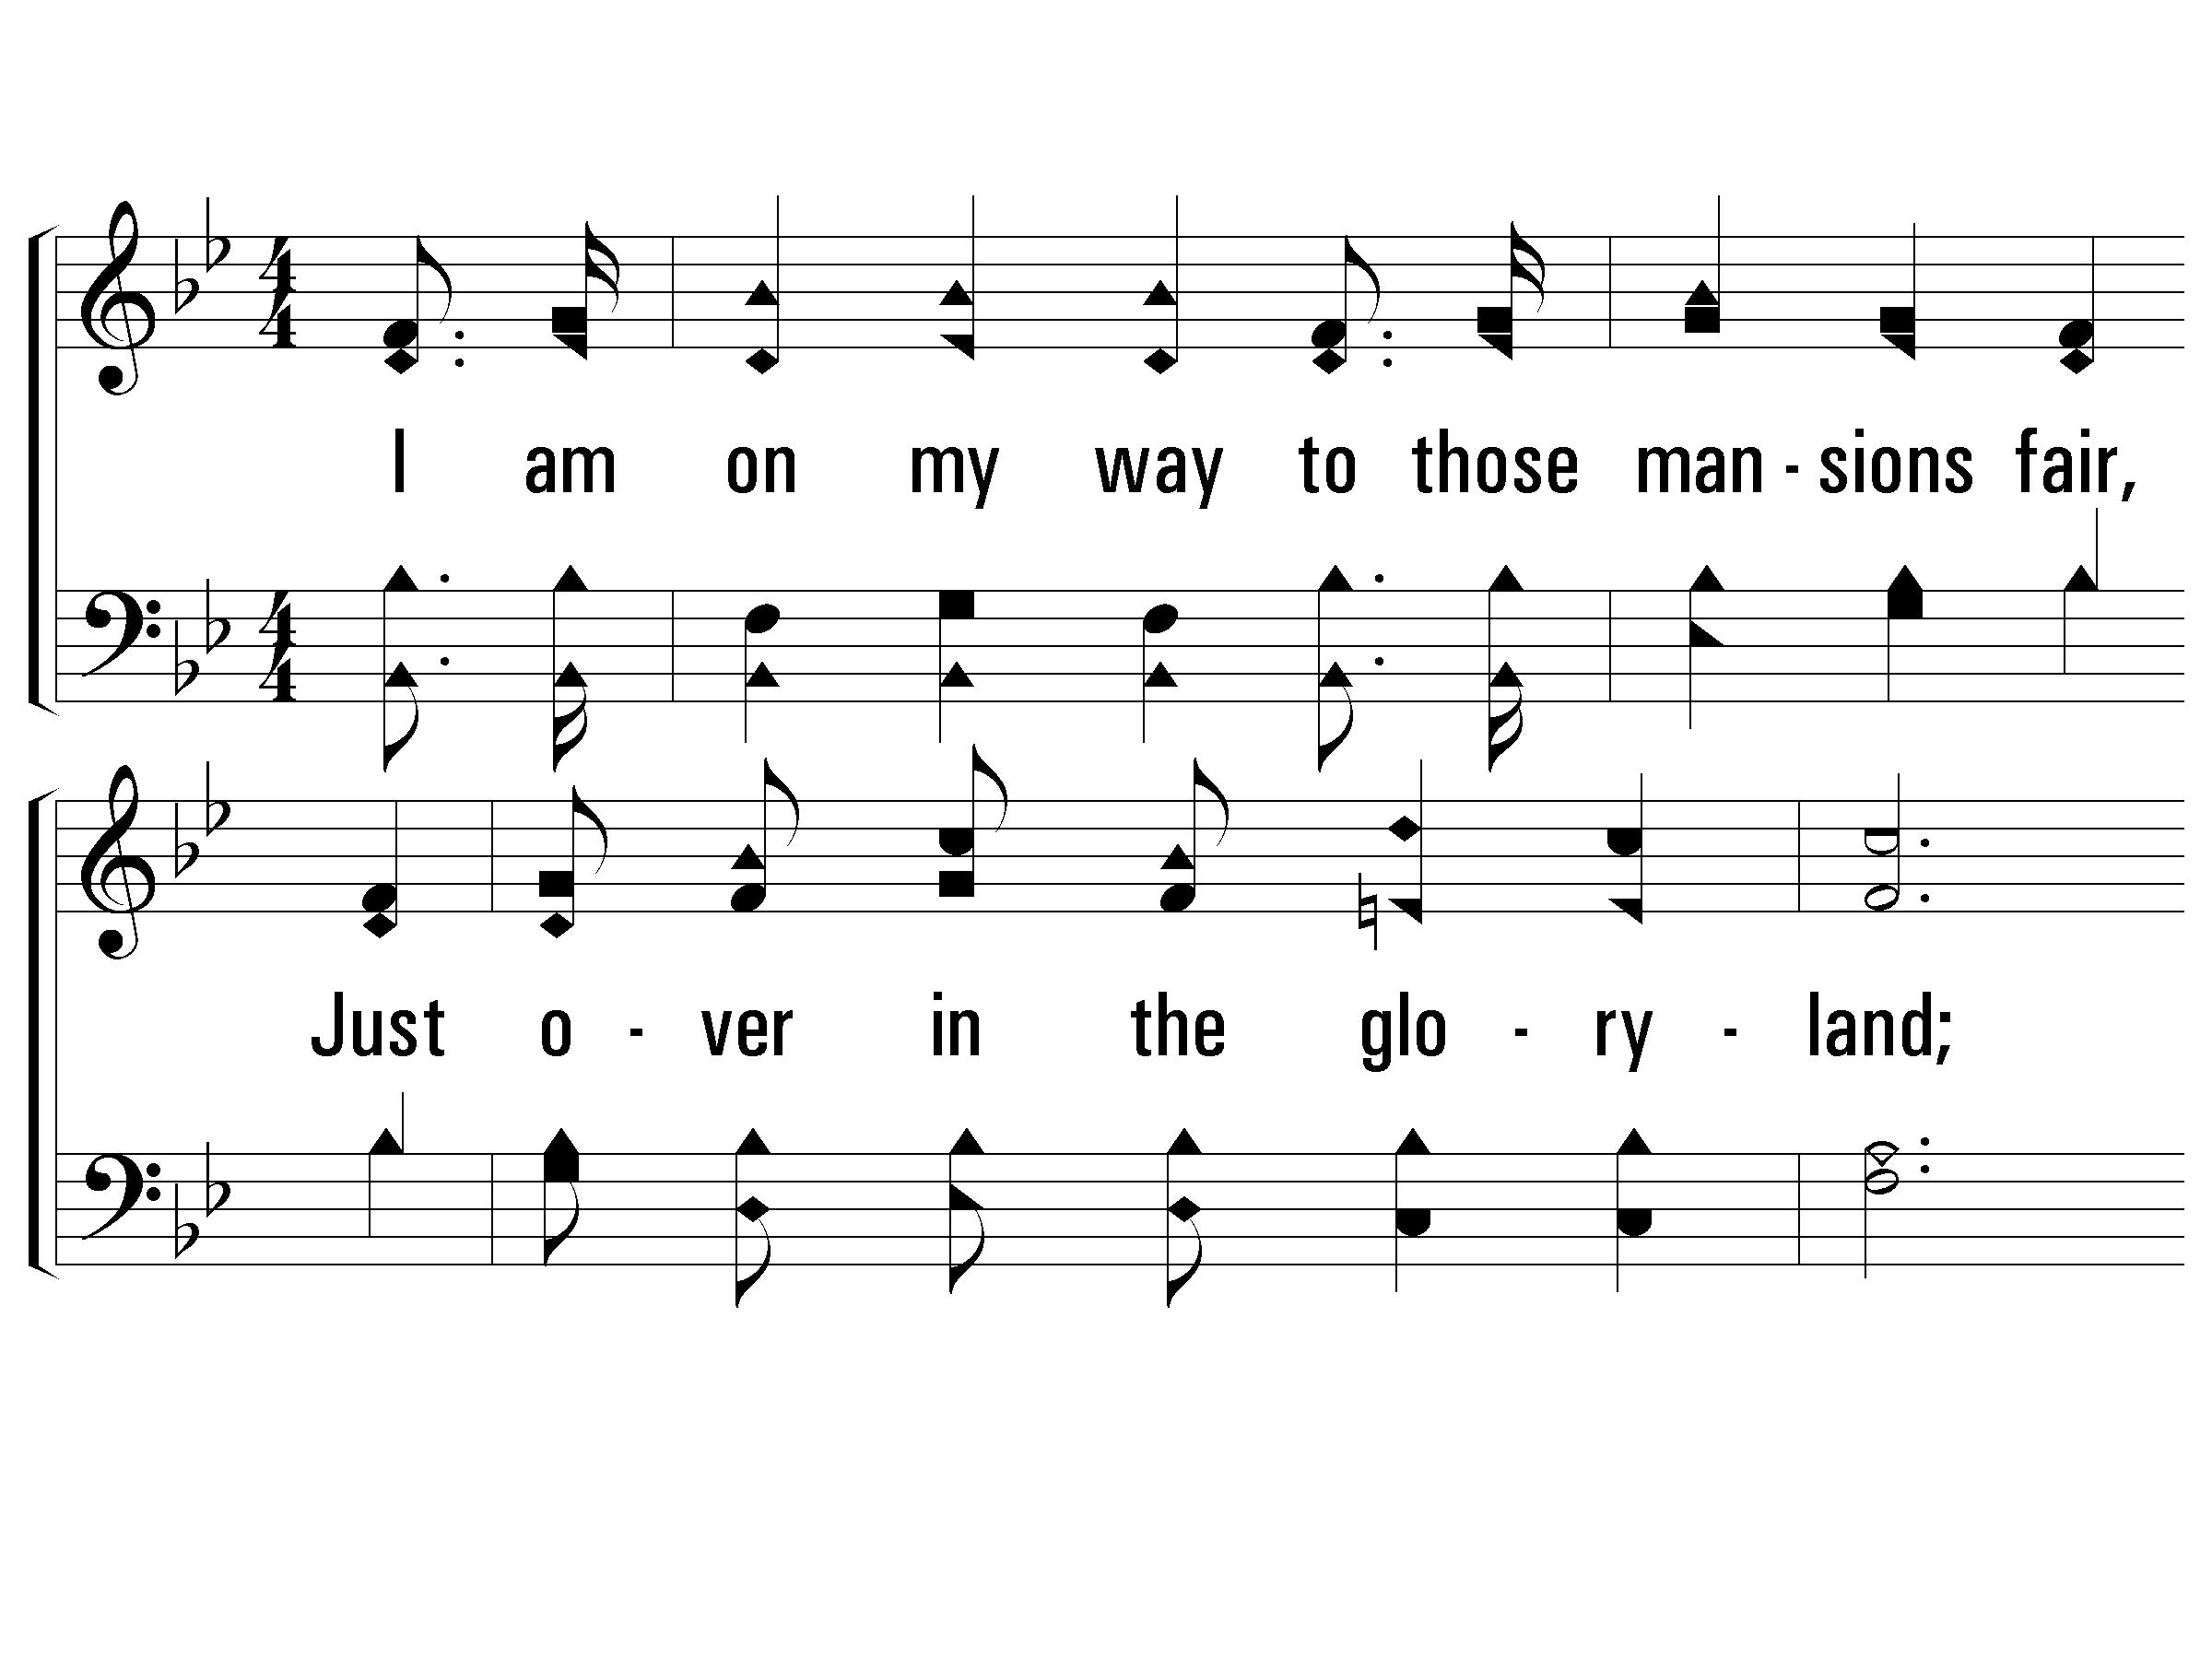 I am on my way to those man - sions fair,
Just o - ver in the glo - ry - land;